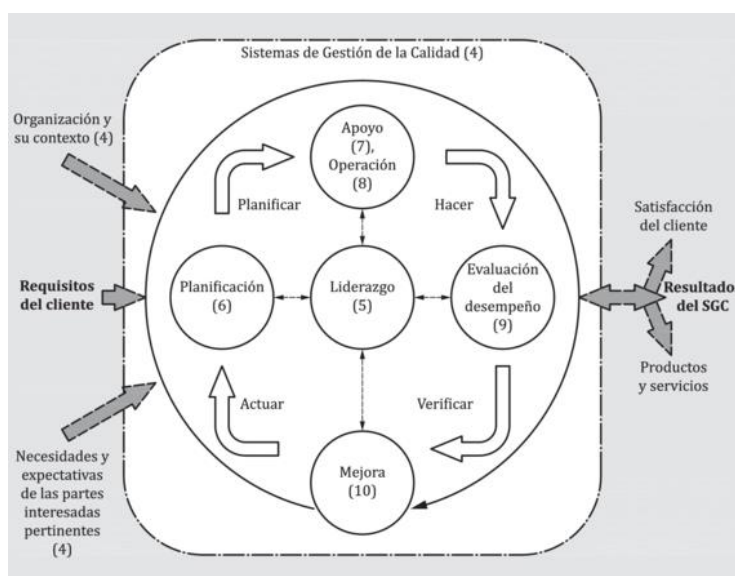 Sistemas de Gestión de la Calidad (4)
Organización y
su contexto (4)
Apoyo
(7),
Operación
(8)
Planificar
Hacer
Satisfacción
del cliente
Requisitos
del cliente
Planificación
(6)
Liderazgo
(5)
Evaluación
del
desempeño
(9)
Resultado
del SGC
Productos
y servicios
Actuar
Verificar
Necesidades y
expectativas
de las partes
interesadas
pertinentes
(4)
Mejora
(10)